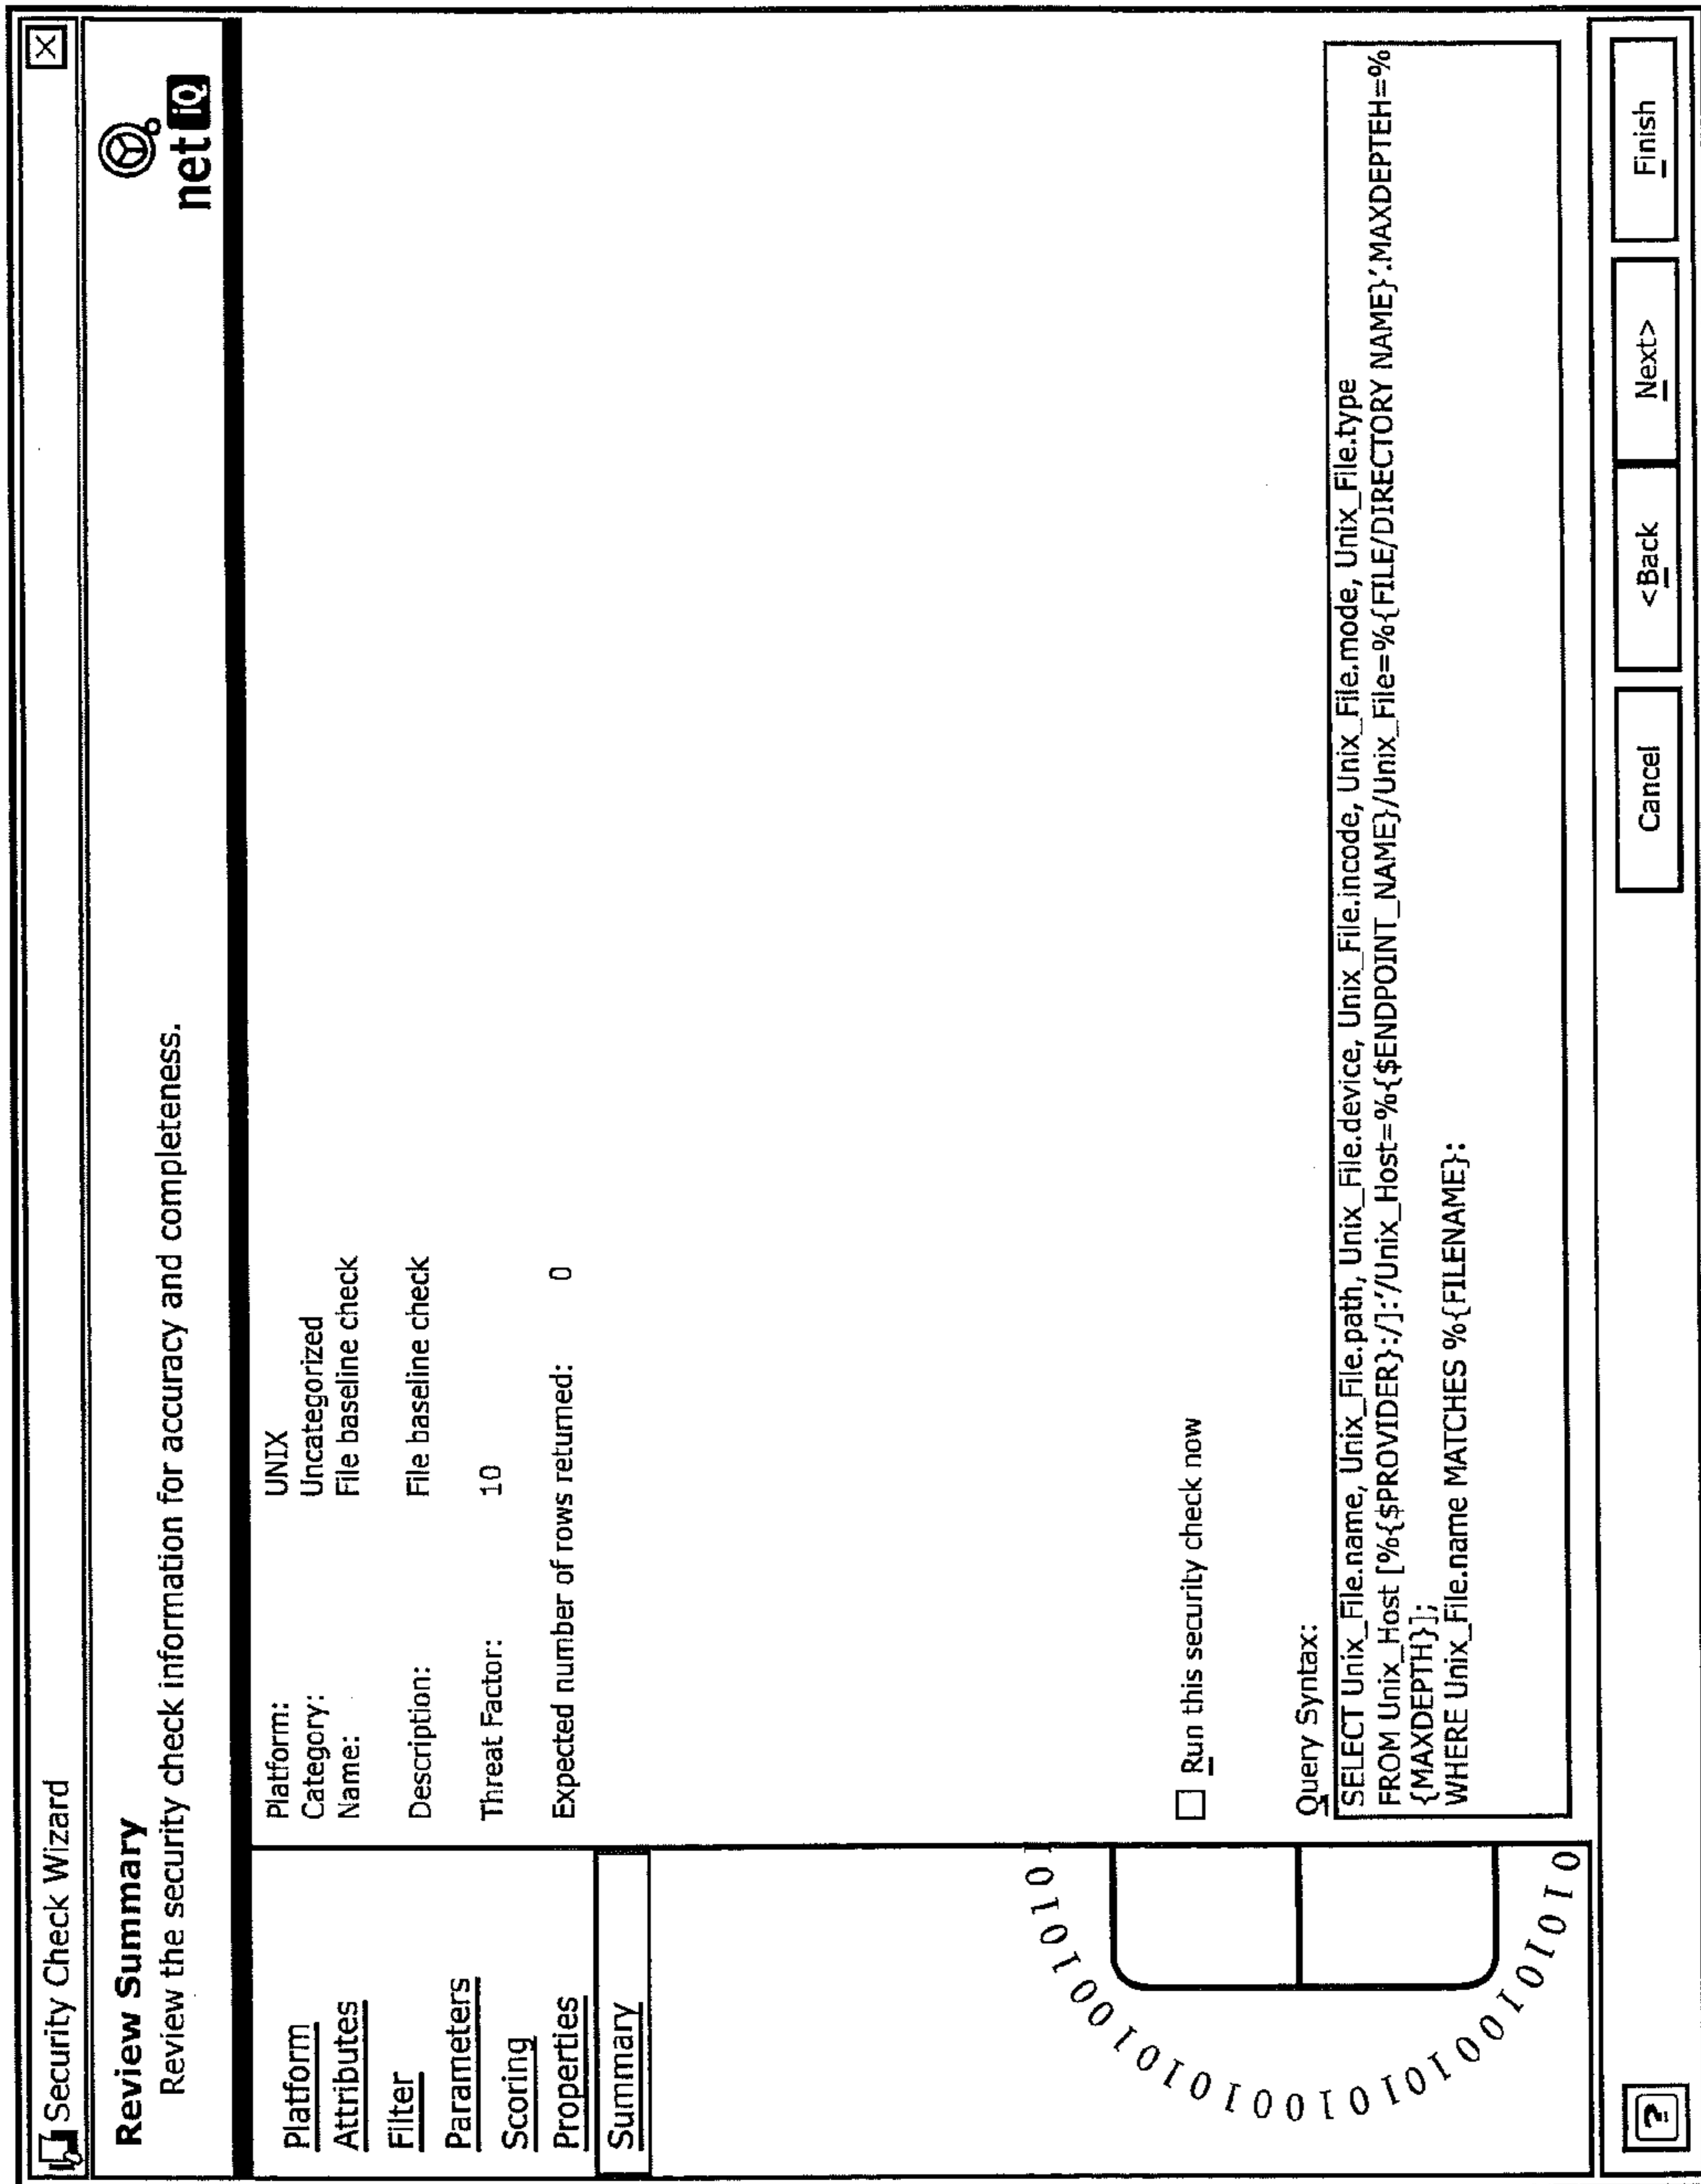 Security Check Wizard
Review Summary
Review the security check information for accuracy and completeness.
net iQ
Platform
Attributes
Filter
Parameters
Scoring
Properties
Summary
Platform: UNIX
Category: Uncategorized
Name: File baseline check
Description: File baseline check
Threat Factor: 10
Expected number of rows returned: 0
Run this security check now
Query Syntax:
SELECT Unix_File.name, Unix_File.path, Unix_File.device, Unix_File.incode, Unix_File.mode, Unix_File.type
FROM Unix_Host [%{$PROVIDER}:/]:'/Unix_Host=%{$ENDPOINT_NAME}/Unix_File=%{FILE/DIRECTORY NAME}'.MAXDEPTEH=%
{MAXDEPTH}];
WHERE Unix_File.name MATCHES %{FILENAME}:
?
Cancel
<Back
Next>
Finish